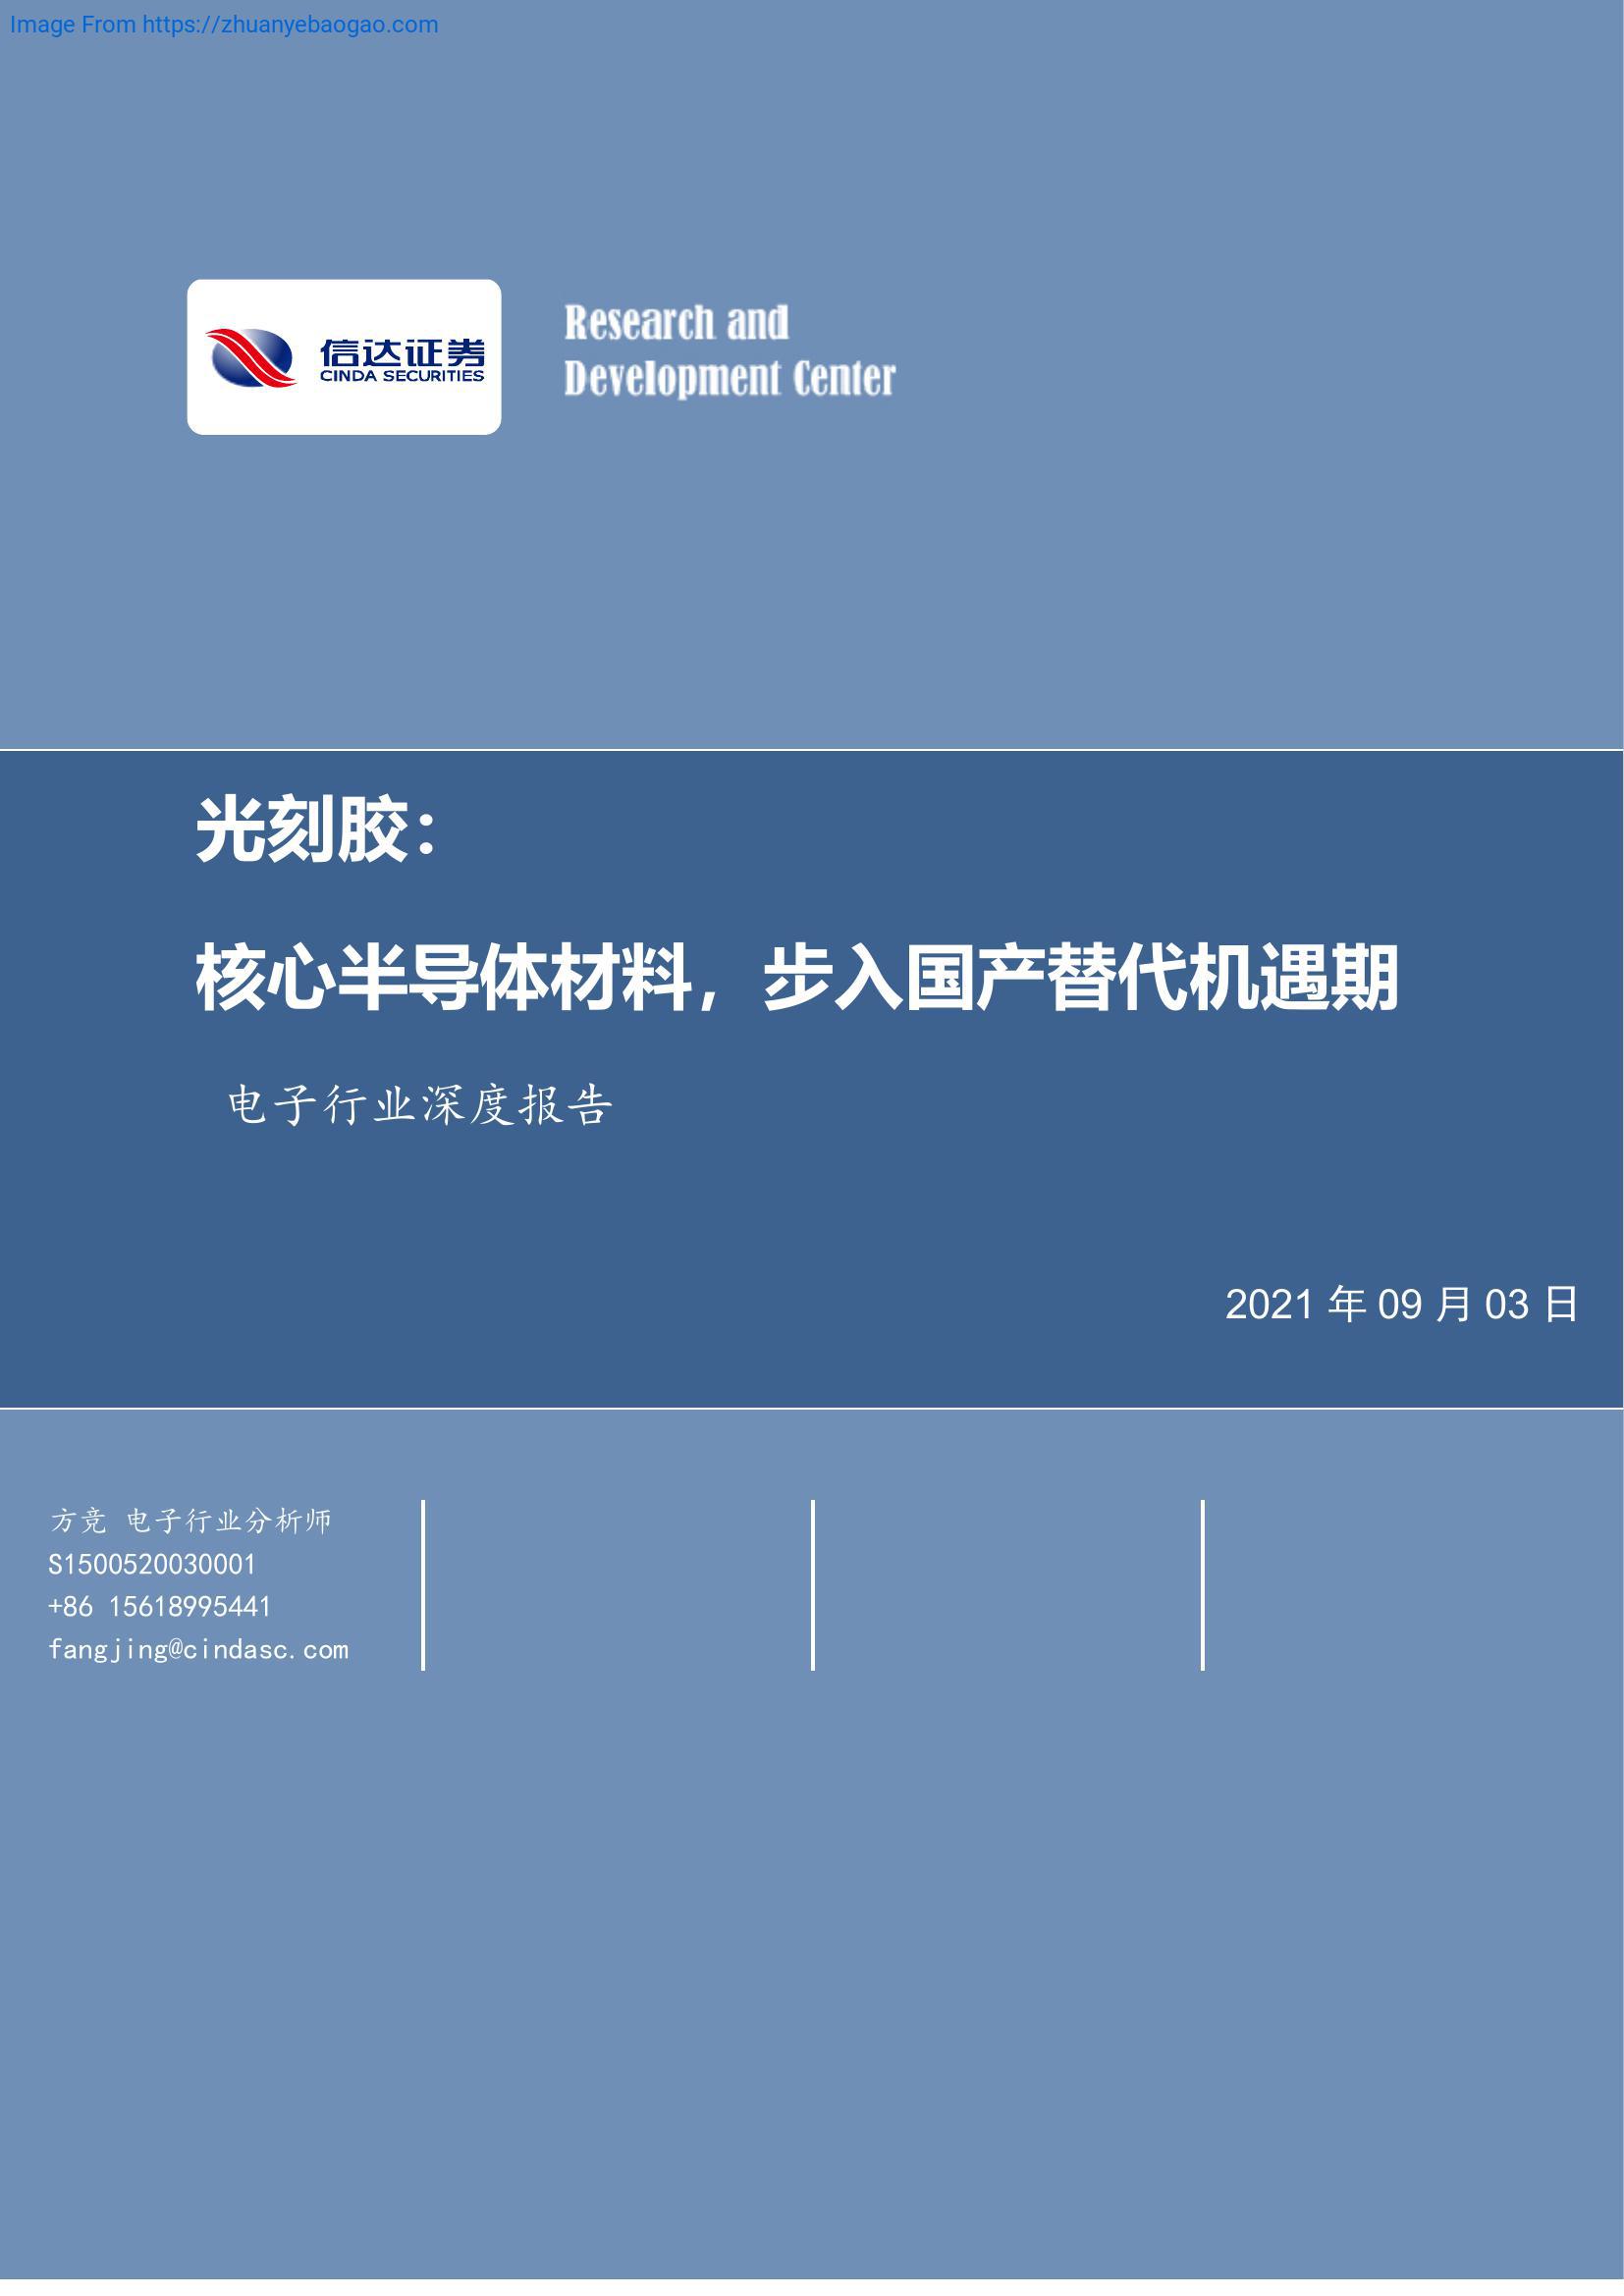 Image From https://zhuanyebaogao.com
信达证券
CINDA SECURITIES
Research and
Development Center
光刻胶：
核心半导体材料，步入国产替代机遇期
电子行业深度报告
2021 年 09 月 03 日
方竞 电子行业分析师
S1500520030001
+86 15618995441
fangjing@cindasc.com